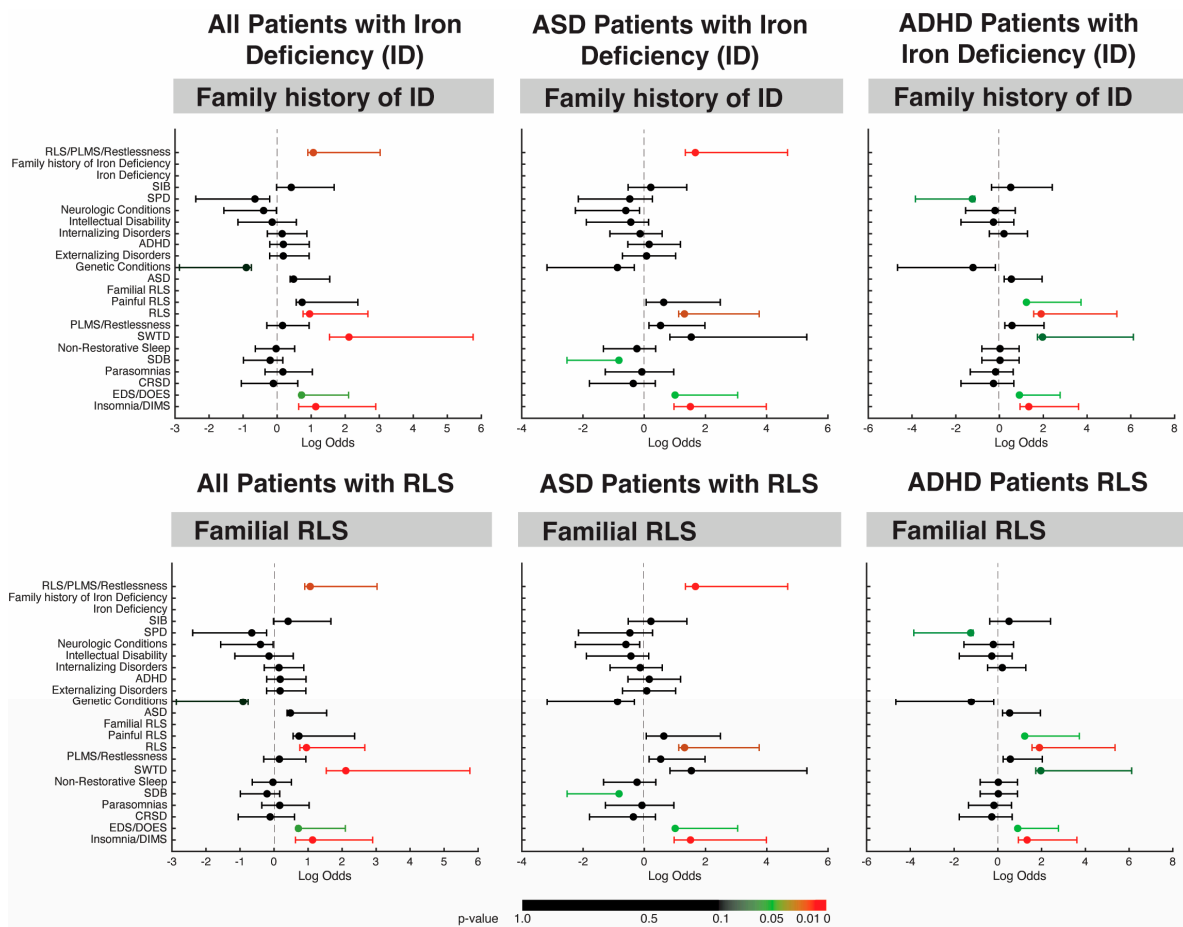 All Patients with Iron
Deficiency (ID)
ASD Patients with Iron
Deficiency (ID)
ADHD Patients with
Iron Deficiency (ID)
Family history of ID
Family history of ID
Family history of ID
RLS/PLMS/Restlessness
Family history of Iron Deficiency
Iron Deficiency
SIB
SPD
Neurologic Conditions
Intellectual Disability
Internalizing Disorders
ADHD
Externalizing Disorders
Genetic Conditions
ASD
Familial RLS
Painful RLS
RLS
PLMS/Restlessness
SWTD
Non-Restorative Sleep
SDB
Parasomnias
CRSD
EDS/DOES
Insomnia/DIMS
-3 -2 -1 0 1 2 3 4 5 6
Log Odds
-4 -2 0 2 4 6
Log Odds
-6 -4 -2 0 2 4 6 8
Log Odds
All Patients with RLS
ASD Patients with RLS
ADHD Patients RLS
Familial RLS
Familial RLS
Familial RLS
RLS/PLMS/Restlessness
Family history of Iron Deficiency
Iron Deficiency
SIB
SPD
Neurologic Conditions
Intellectual Disability
Internalizing Disorders
ADHD
Externalizing Disorders
Genetic Conditions
ASD
Familial RLS
Painful RLS
RLS
PLMS/Restlessness
SWTD
Non-Restorative Sleep
SDB
Parasomnias
CRSD
EDS/DOES
Insomnia/DIMS
-3 -2 -1 0 1 2 3 4 5 6
Log Odds
-4 -2 0 2 4 6
Log Odds
-6 -4 -2 0 2 4 6 8
Log Odds
p-value 1.0 0.5 0.1 0.05 0.01 0